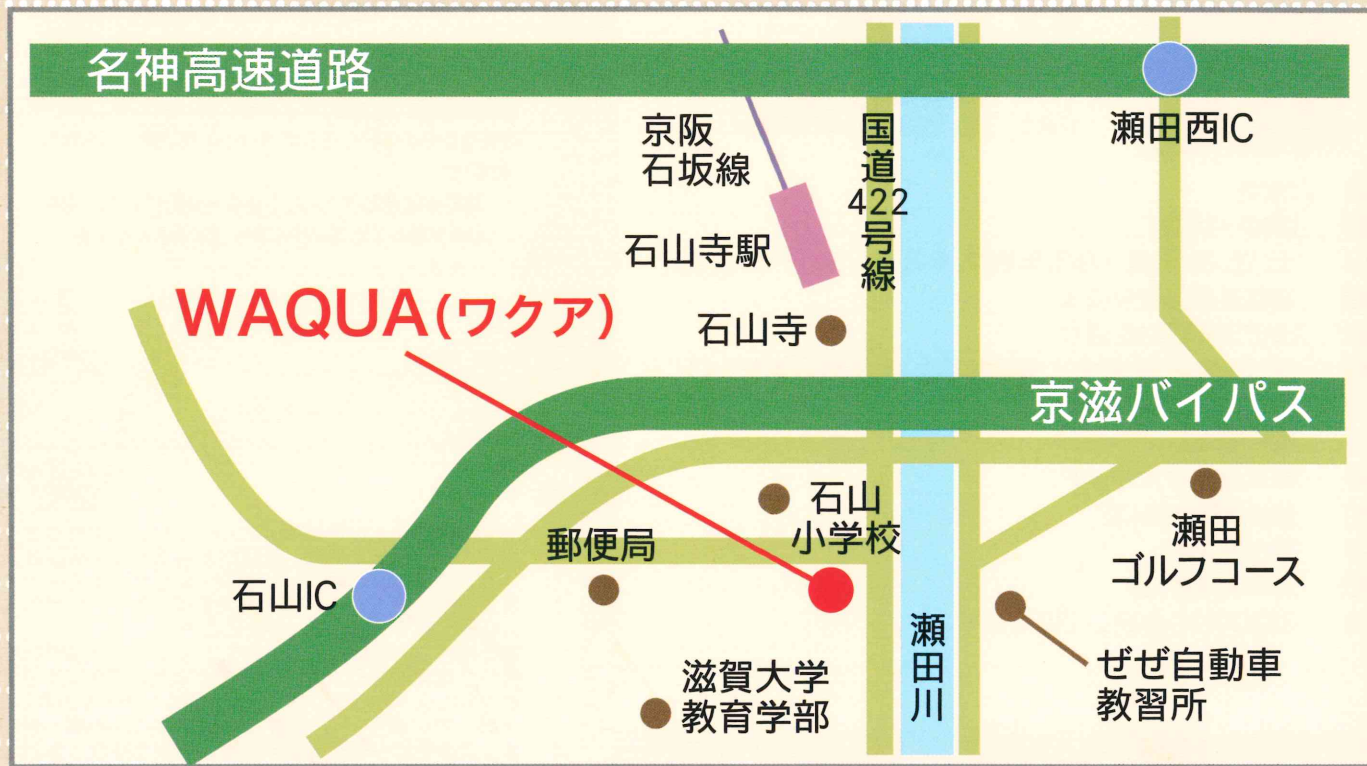 名神高速道路
京阪
石坂線
国道422号線
瀬田西IC
石山寺駅
WAQUA(ワクア)
石山寺
京滋バイパス
石山
小学校
郵便局
瀬田
ゴルフコース
石山IC
瀬田川
ぜぜ自動車
教習所
滋賀大学
教育学部